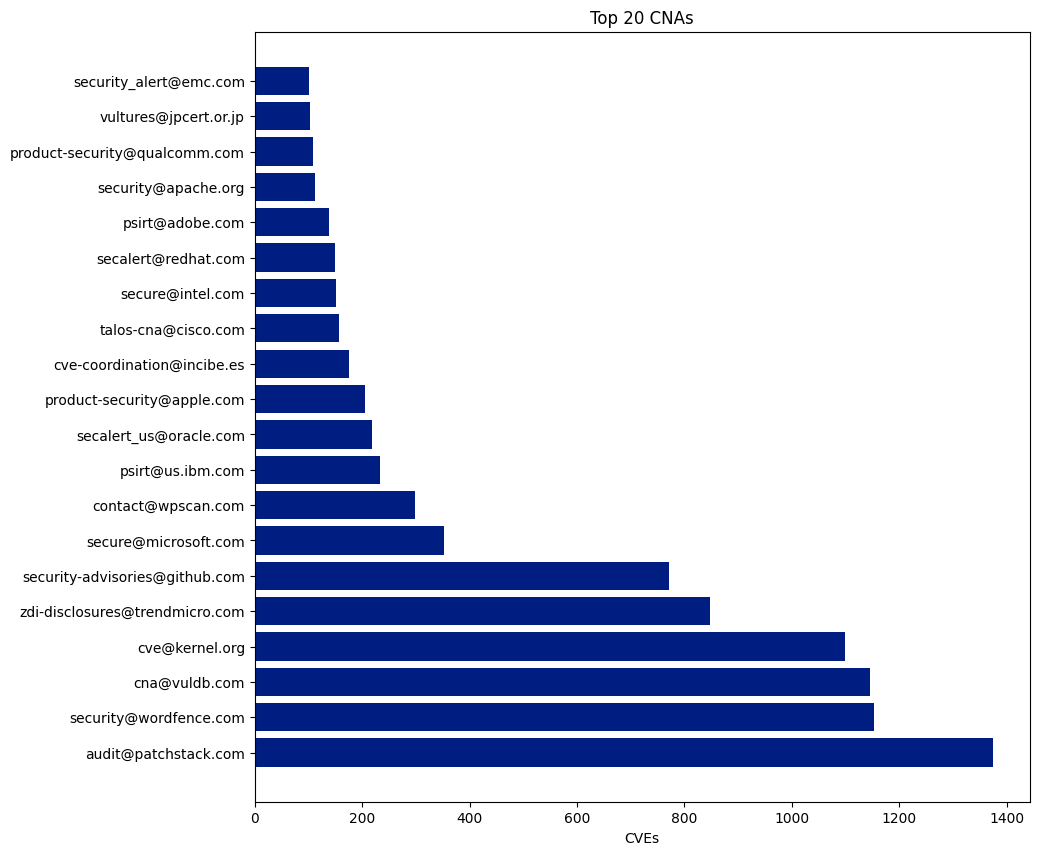 Top 20 CNAs
security_alert@emc.com
vultures@jpcert.or.jp
product-security@qualcomm.com
security@apache.org
psirt@adobe.com
secalert@redhat.com
secure@intel.com
talos-cna@cisco.com
cve-coordination@incibe.es
product-security@apple.com
secalert_us@oracle.com
psirt@us.ibm.com
contact@wpscan.com
secure@microsoft.com
security-advisories@github.com
zdi-disclosures@trendmicro.com
cve@kernel.org
cna@vuldb.com
security@wordfence.com
audit@patchstack.com
0 200 400 600 800 1000 1200 1400
CVEs